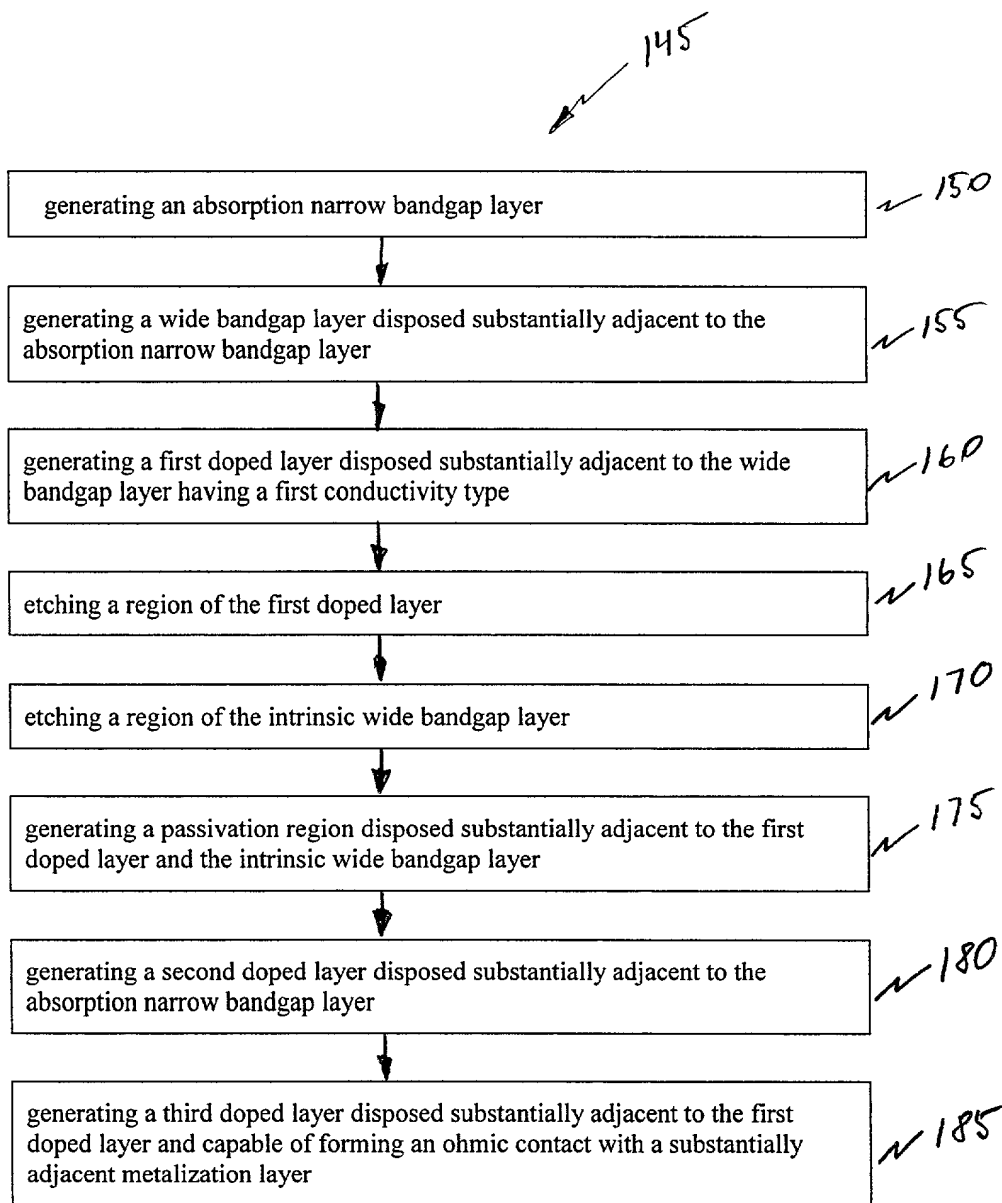 145
generating an absorption narrow bandgap layer
150
generating a wide bandgap layer disposed substantially adjacent to the
absorption narrow bandgap layer
155
generating a first doped layer disposed substantially adjacent to the wide
bandgap layer having a first conductivity type
160
etching a region of the first doped layer
165
etching a region of the intrinsic wide bandgap layer
170
generating a passivation region disposed substantially adjacent to the first
doped layer and the intrinsic wide bandgap layer
175
generating a second doped layer disposed substantially adjacent to the
absorption narrow bandgap layer
180
generating a third doped layer disposed substantially adjacent to the first
doped layer and capable of forming an ohmic contact with a substantially
adjacent metalization layer
185